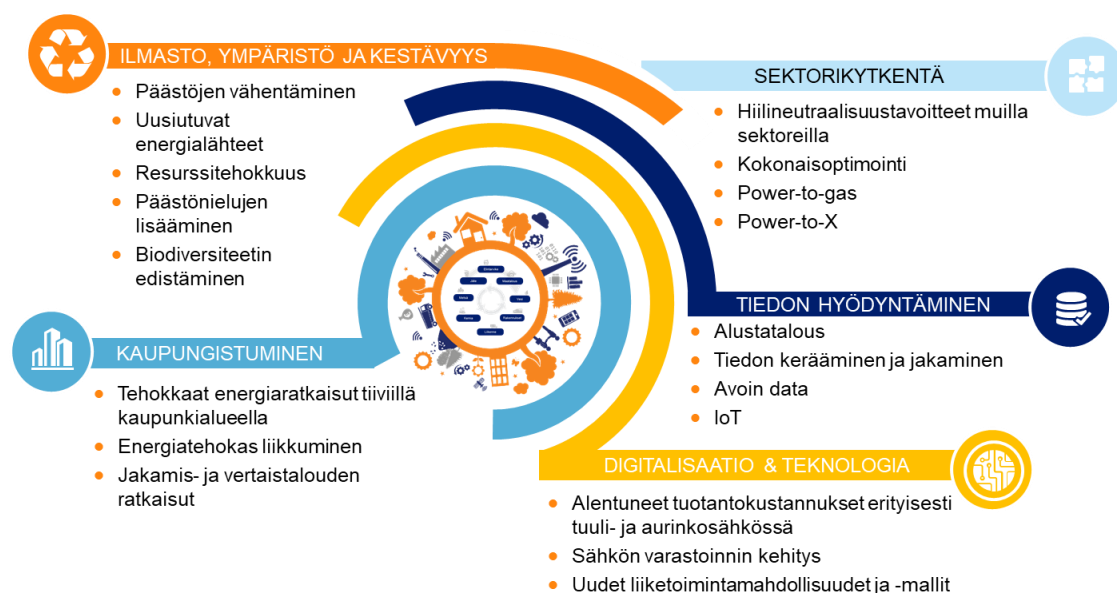 ILMASTO, YMPÄRISTÖ JA KESTÄVYYS
Päästöjen vähentäminen
Uusiutuvat
energialähteet
Resurssitehokkuus
Päästönielujen
lisääminen
Biodiversiteetin
edistäminen
SEKTORIKYTKENTÄ
Hiilineutraalisuustavoitteet muilla
sektoreilla
Kokonaisoptimointi
Power-to-gas
Power-to-X
TIEDON HYÖDYNTÄMINEN
Alustatalous
Tiedon kerääminen ja jakaminen
Avoin data
IoT
KAUPUNGISTUMINEN
Tehokkaat energiaratkaisut tiiviillä
kaupunkialueella
Energiatehokas liikkuminen
Jakamis- ja vertaistalouden
ratkaisut
DIGITALISAATIO & TEKNOLOGIA
Alentuneet tuotantokustannukset erityisesti
tuuli- ja aurinkosähkössä
Sähkön varastoinnin kehitys
Uudet liiketoimintamahdollisuudet ja -mallit